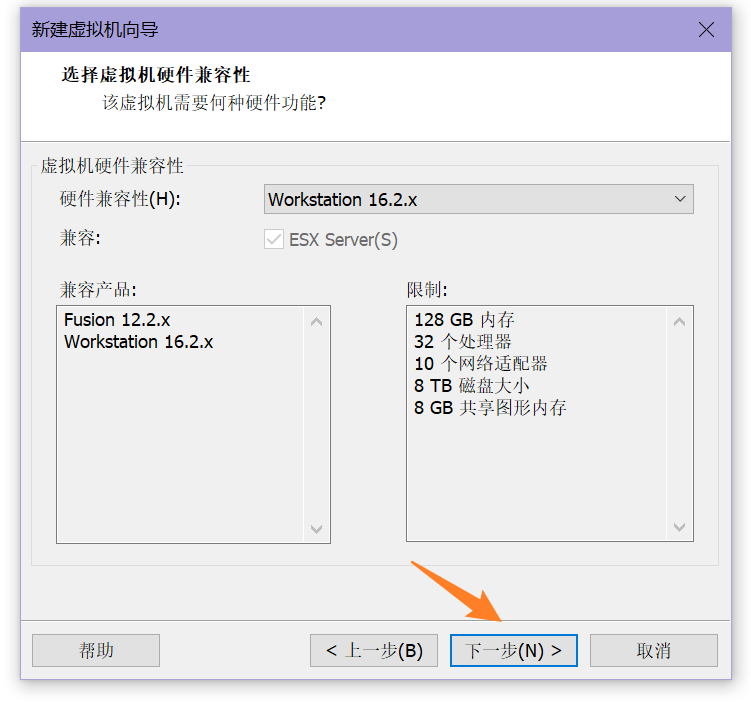 新建虚拟机向导
选择虚拟机硬件兼容性
该虚拟机需要何种硬件功能?
虚拟机硬件兼容性
硬件兼容性(H):
Workstation 16.2.x
兼容:
ESX Server(S)
兼容产品:
Fusion 12.2.x
Workstation 16.2.x
限制:
128 GB 内存
32 个处理器
10 个网络适配器
8 TB 磁盘大小
8 GB 共享图形内存
帮助
< 上一步(B)
下一步(N) >
取消